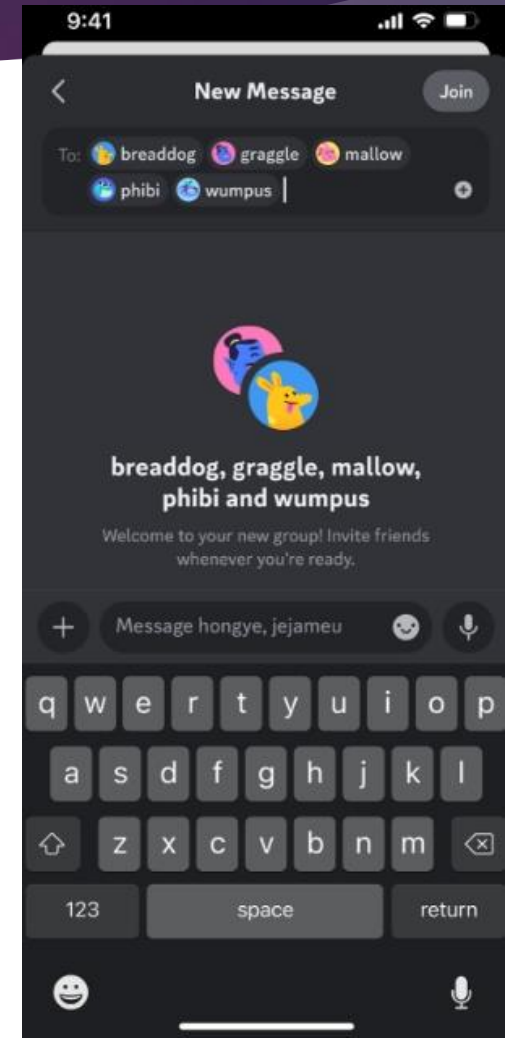 9:41
New Message
Join
To: breaddog graggle mallow
phibi wumpus
breaddog, graggle, mallow,
phibi and wumpus
Welcome to your new group! Invite friends
whenever you're ready.
Message hongye, jejameu
q w e r t y u i o p
a s d f g h j k l
z x c v b n m
123 space return